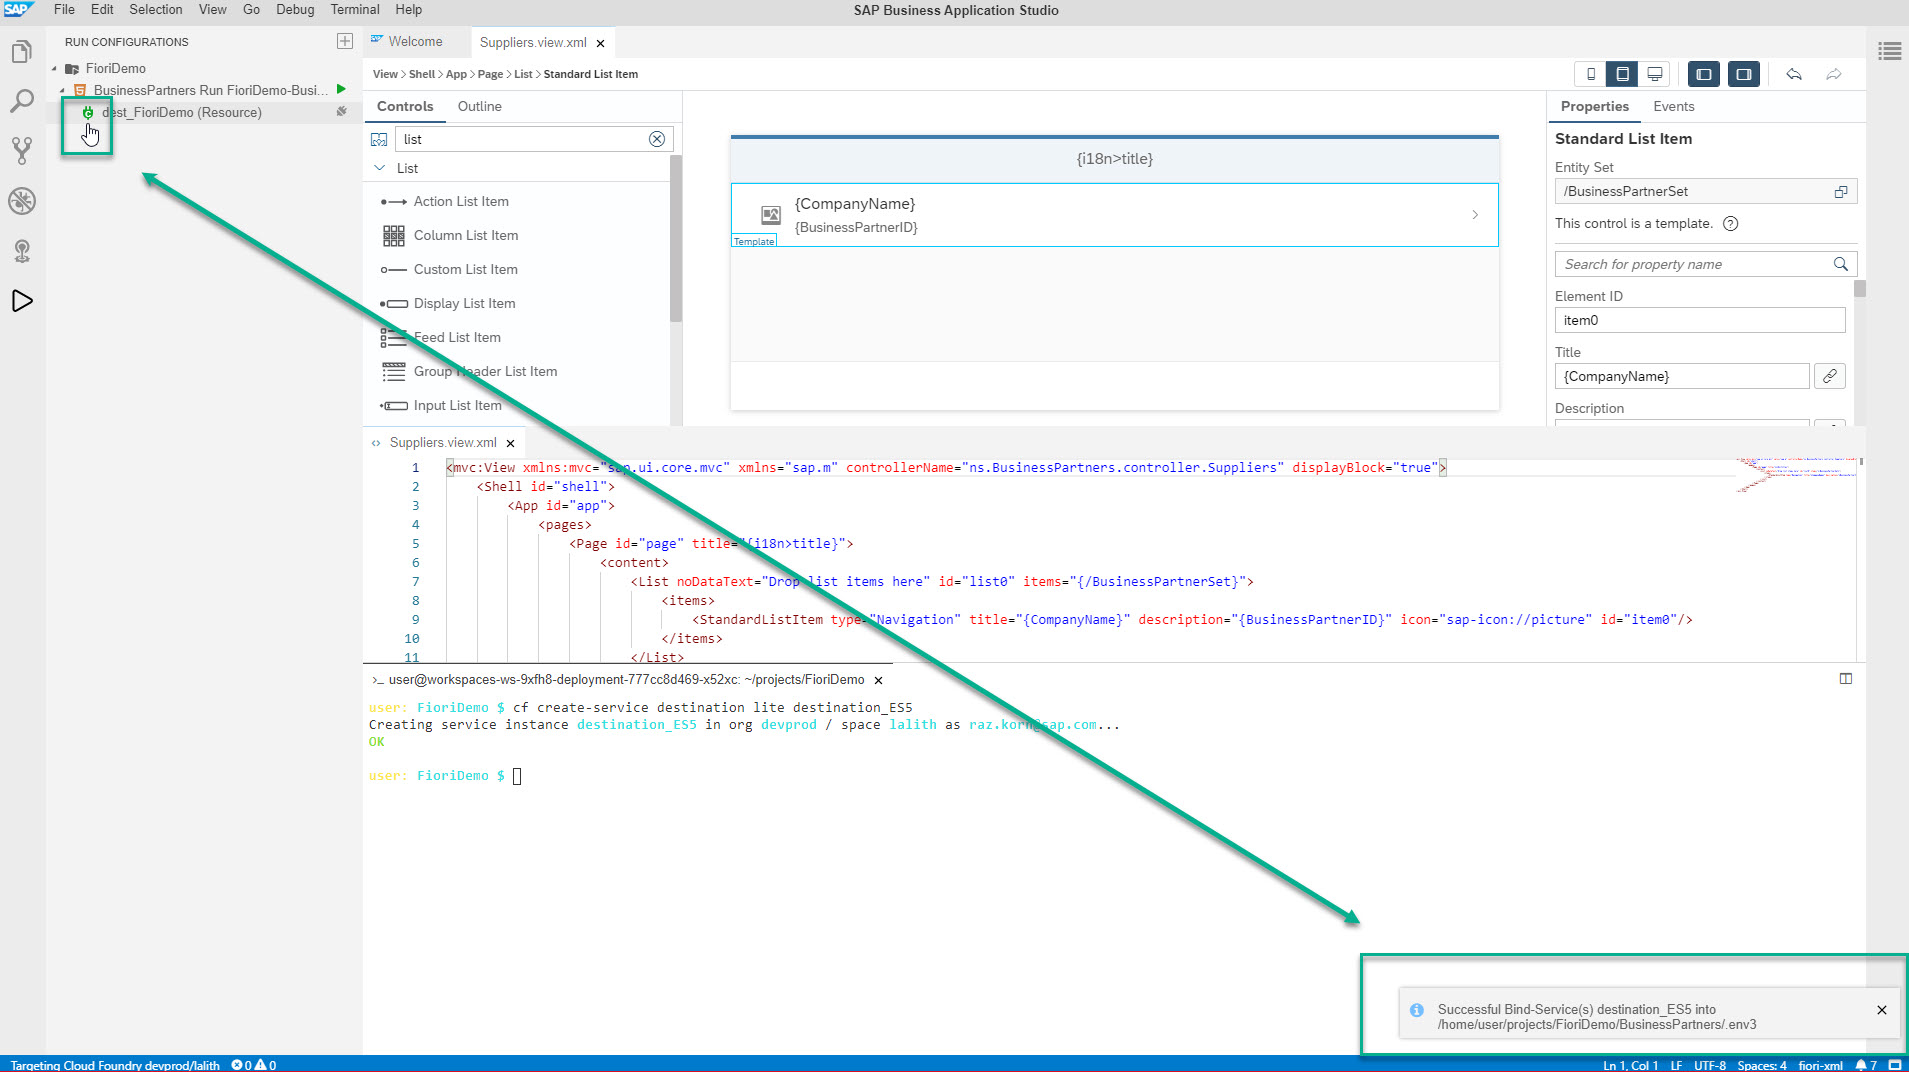 SAP File Edit Selection View Go Debug Terminal Help
SAP Business Application Studio
RUN CONFIGURATIONS
FioriDemo
BusinessPartners Run FioriDemo-Busi...
dest_FioriDemo (Resource)
Welcome
Suppliers.view.xml
View > Shell > App > Page > List > Standard List Item
Controls Outline
list
List
Action List Item
Column List Item
Custom List Item
Display List Item
Feed List Item
Group Header List Item
Input List Item
{i18n>title}
{CompanyName}
{BusinessPartnerID}
Template
Properties Events
Standard List Item
Entity Set
/BusinessPartnerSet
This control is a template.
Search for property name
Element ID
item0
Title
{CompanyName}
Description
Suppliers.view.xml
1 <mvc:View xmlns:mvc="sap.ui.core.mvc" xmlns="sap.m" controllerName="ns.BusinessPartners.controller.Suppliers" displayBlock="true">
2 <Shell id="shell">
3 <App id="app">
4 <pages>
5 <Page id="page" title="{i18n>title}">
6 <content>
7 <List noDataText="Drop list items here" id="list0" items="{/BusinessPartnerSet}">
8 <items>
9 <StandardListItem type="Navigation" title="{CompanyName}" description="{BusinessPartnerID}" icon="sap-icon://picture" id="item0"/>
10 </items>
11 </List>
>_ user@workspaces-ws-9xfh8-deployment-777cc8d469-x52xc: ~/projects/FioriDemo
user: FioriDemo $ cf create-service destination lite destination_ES5
Creating service instance destination_ES5 in org devprod / space lalith as raz.korn@sap.com...
OK
user: FioriDemo $
Successful Bind-Service(s) destination_ES5 into
/home/user/projects/FioriDemo/BusinessPartners/.env3
Targeting Cloud Foundry devprod/lalith 0 0
Ln 1, Col 1 LF UTF-8 Spaces: 4 fiori-xml 7